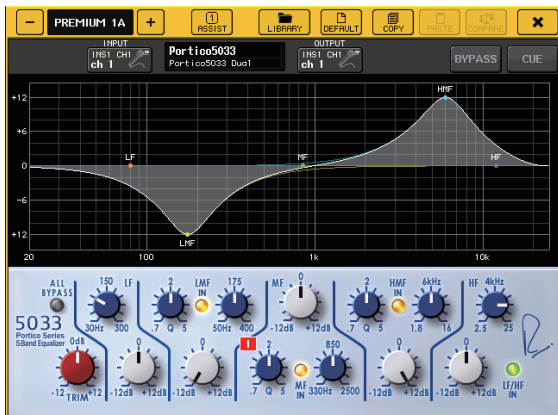 − PREMIUM 1A + 1 ASSIST LIBRARY DEFAULT COPY PASTE COMPARE ×
INPUT
INS1 CH1
ch 1
Portico5033
Portico5033 Dual
OUTPUT
INS1 CH1
ch 1
BYPASS CUE
+12
HMF
+6
LF MF HF
0
-6
-12
LMF
20 100 1k 10k
ALL BYPASS
150 LF 2 LMF IN 175 MF 0 2 HMF IN 6kHz HF 4kHz
30Hz 300 .7 Q 5 50Hz 400 -12dB +12dB .7 Q 5 1.8 16 2.5 25
5033
Portico Series
5Band Equalizer
0dB 0 0 1 2 850 0 0
-12 +12 -12dB +12dB -12dB +12dB .7 Q 5 MF IN 330Hz 2500 -12dB +12dB -12dB +12dB LF/HF IN
TRIM